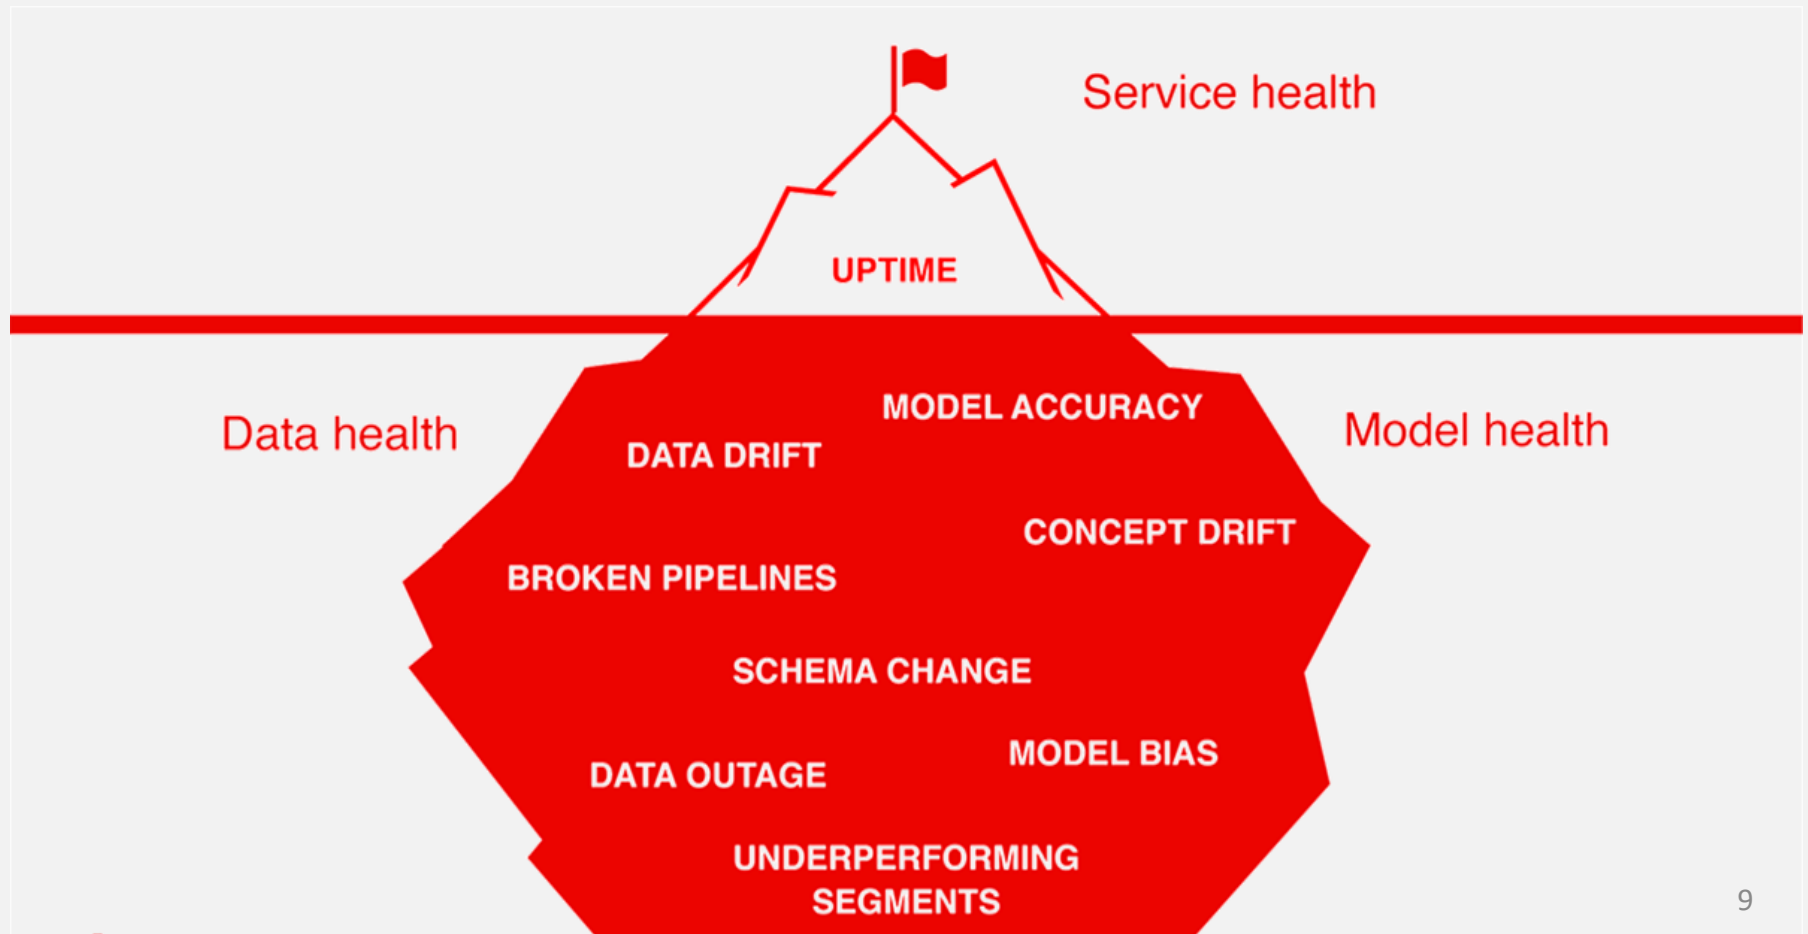 Service health
UPTIME
Data health
Model health
MODEL ACCURACY
DATA DRIFT
CONCEPT DRIFT
BROKEN PIPELINES
SCHEMA CHANGE
MODEL BIAS
DATA OUTAGE
UNDERPERFORMING
SEGMENTS
9